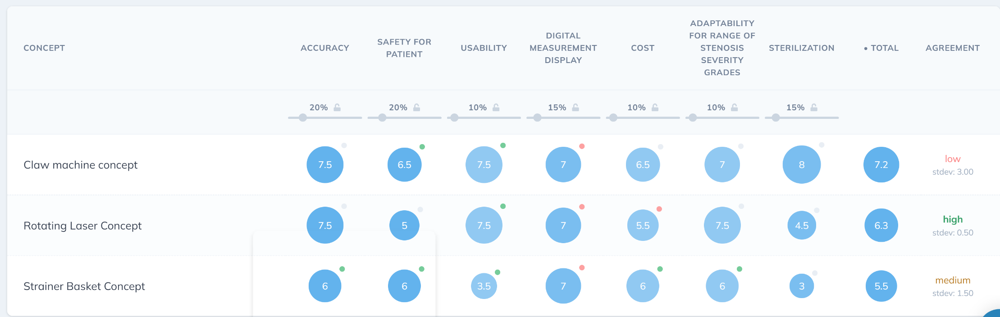 CONCEPT
ACCURACY
SAFETY FOR
PATIENT
USABILITY
DIGITAL
MEASUREMENT
DISPLAY
COST
ADAPTABILITY
FOR RANGE OF
STENOSIS
SEVERITY
GRADES
STERILIZATION
• TOTAL
AGREEMENT
20% 20% 10% 15% 10% 10% 15%
Claw machine concept 7.5 6.5 7.5 7 6.5 7 8 7.2 low
stdev: 3.00
Rotating Laser Concept 7.5 5 7.5 7 5.5 7.5 4.5 6.3 high
stdev: 0.50
Strainer Basket Concept 6 6 3.5 7 6 6 3 5.5 medium
stdev: 1.50